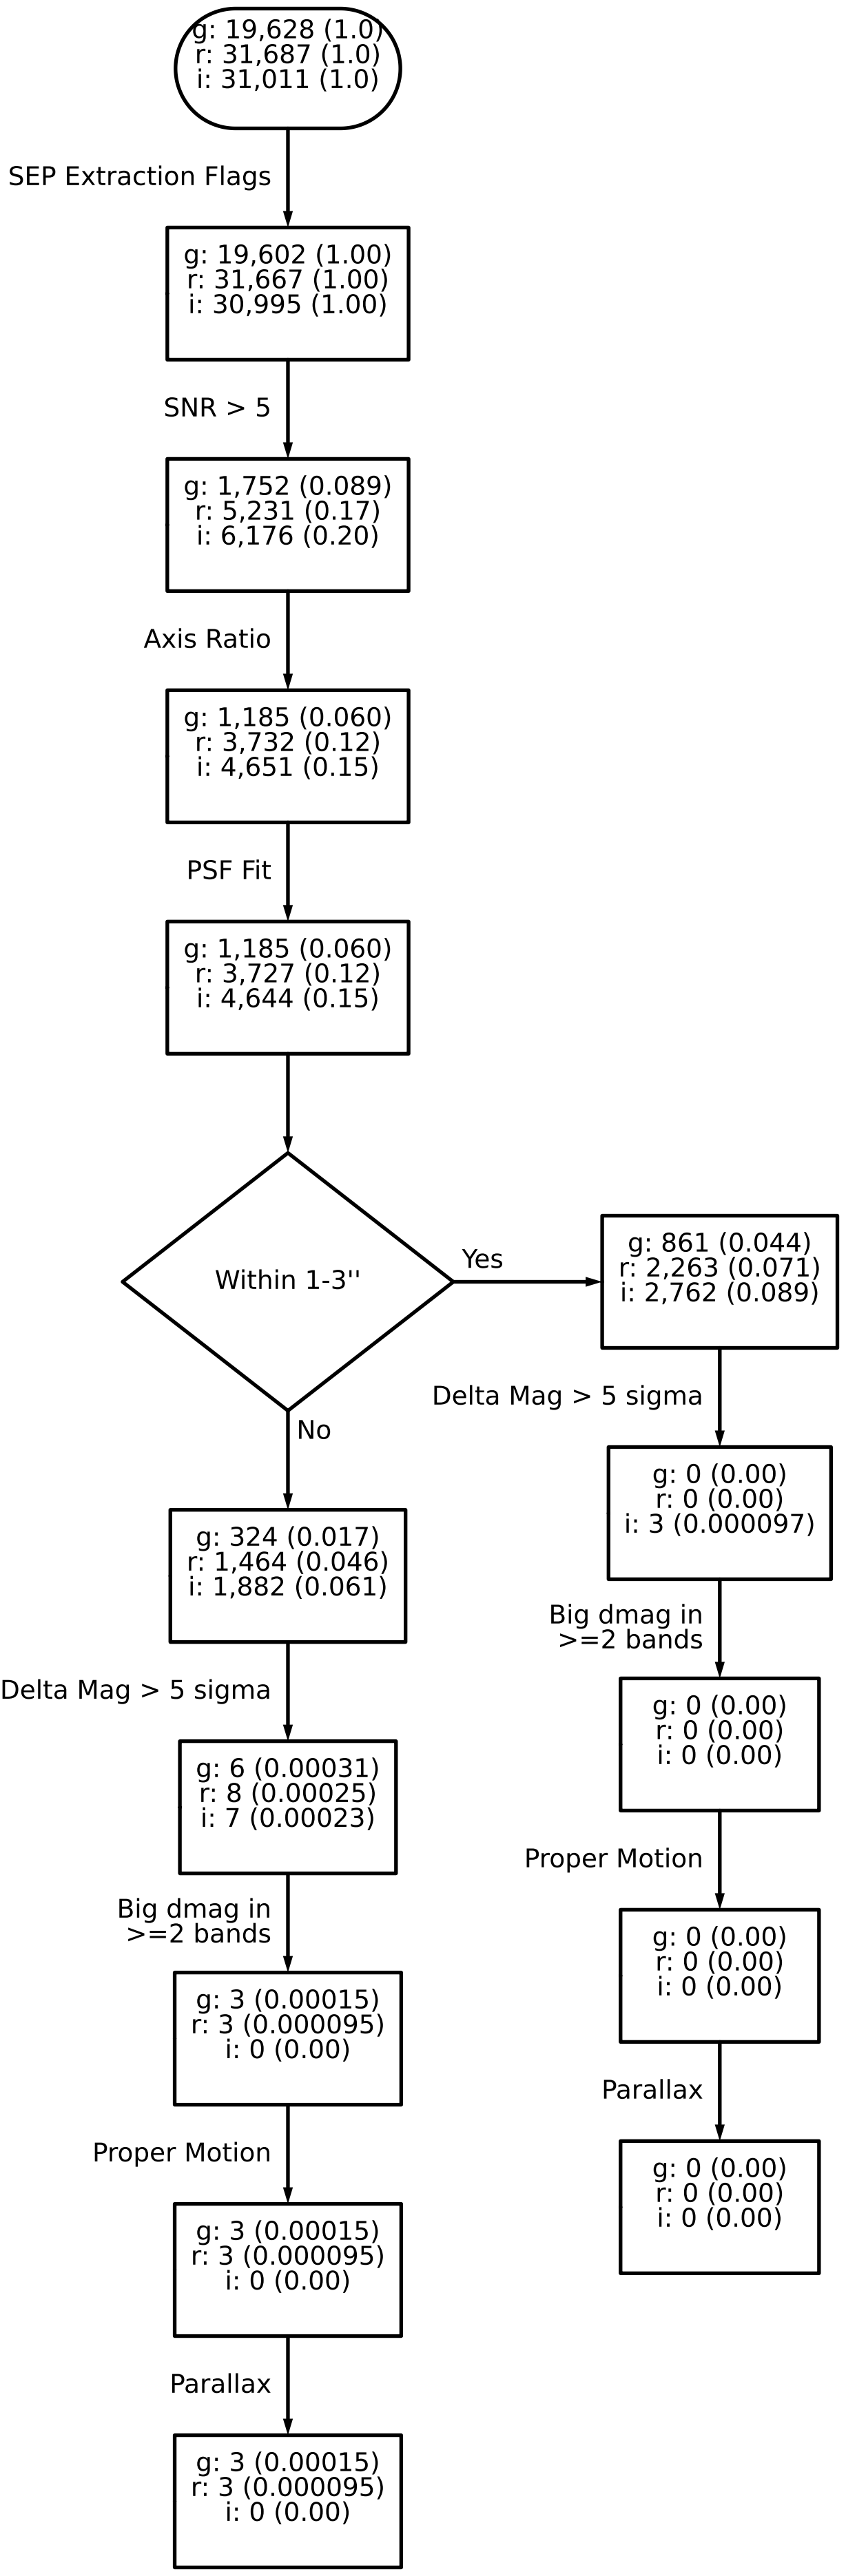 g: 19,628 (1.0)
r: 31,687 (1.0)
i: 31,011 (1.0)
SEP Extraction Flags
g: 19,602 (1.00)
r: 31,667 (1.00)
i: 30,995 (1.00)
SNR > 5
g: 1,752 (0.089)
r: 5,231 (0.17)
i: 6,176 (0.20)
Axis Ratio
g: 1,185 (0.060)
r: 3,732 (0.12)
i: 4,651 (0.15)
PSF Fit
g: 1,185 (0.060)
r: 3,727 (0.12)
i: 4,644 (0.15)
Within 1-3''
Yes
g: 861 (0.044)
r: 2,263 (0.071)
i: 2,762 (0.089)
Delta Mag > 5 sigma
g: 0 (0.00)
r: 0 (0.00)
i: 3 (0.000097)
Big dmag in
>=2 bands
g: 0 (0.00)
r: 0 (0.00)
i: 0 (0.00)
Proper Motion
g: 0 (0.00)
r: 0 (0.00)
i: 0 (0.00)
Parallax
g: 0 (0.00)
r: 0 (0.00)
i: 0 (0.00)
No
g: 324 (0.017)
r: 1,464 (0.046)
i: 1,882 (0.061)
Delta Mag > 5 sigma
g: 6 (0.00031)
r: 8 (0.00025)
i: 7 (0.00023)
Big dmag in
>=2 bands
g: 3 (0.00015)
r: 3 (0.000095)
i: 0 (0.00)
Proper Motion
g: 3 (0.00015)
r: 3 (0.000095)
i: 0 (0.00)
Parallax
g: 3 (0.00015)
r: 3 (0.000095)
i: 0 (0.00)